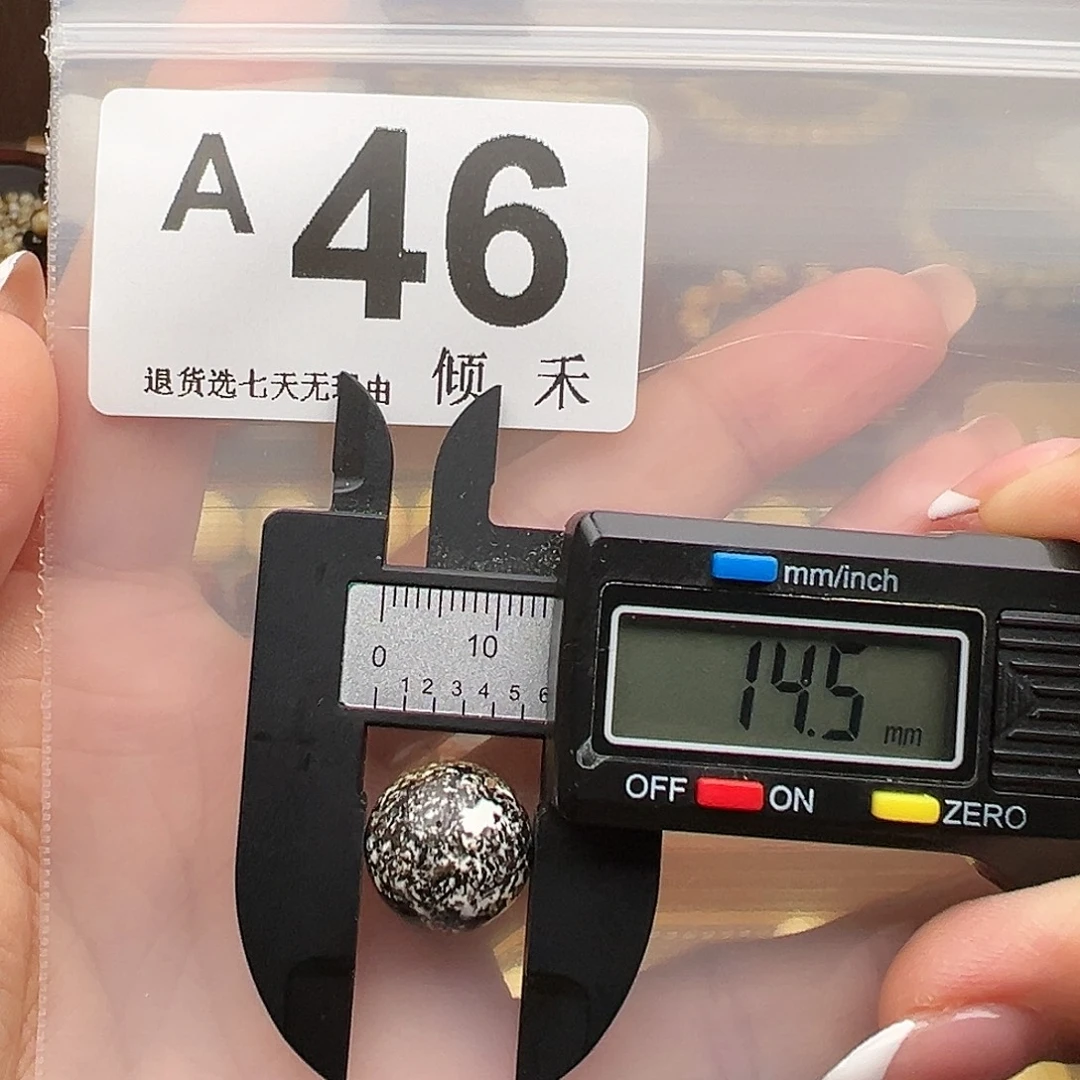 A 46
退货选七天无理由 倾 禾
mm/inch
0 10
1 2 3 4 5 6
14.5 mm
OFF ON ZERO